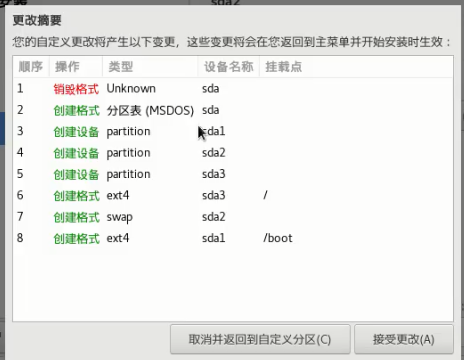 sda2
更改摘要
您的自定义更改将产生以下变更，这些变更将会在您返回到主菜单并开始安装时生效：
顺序 操作 类型 设备名称 挂载点
1 销毁格式 Unknown sda
2 创建格式 分区表 (MSDOS) sda
3 创建设备 partition sda1
4 创建设备 partition sda2
5 创建设备 partition sda3
6 创建格式 ext4 sda3 /
7 创建格式 swap sda2
8 创建格式 ext4 sda1 /boot
取消并返回到自定义分区(C) 接受更改(A)